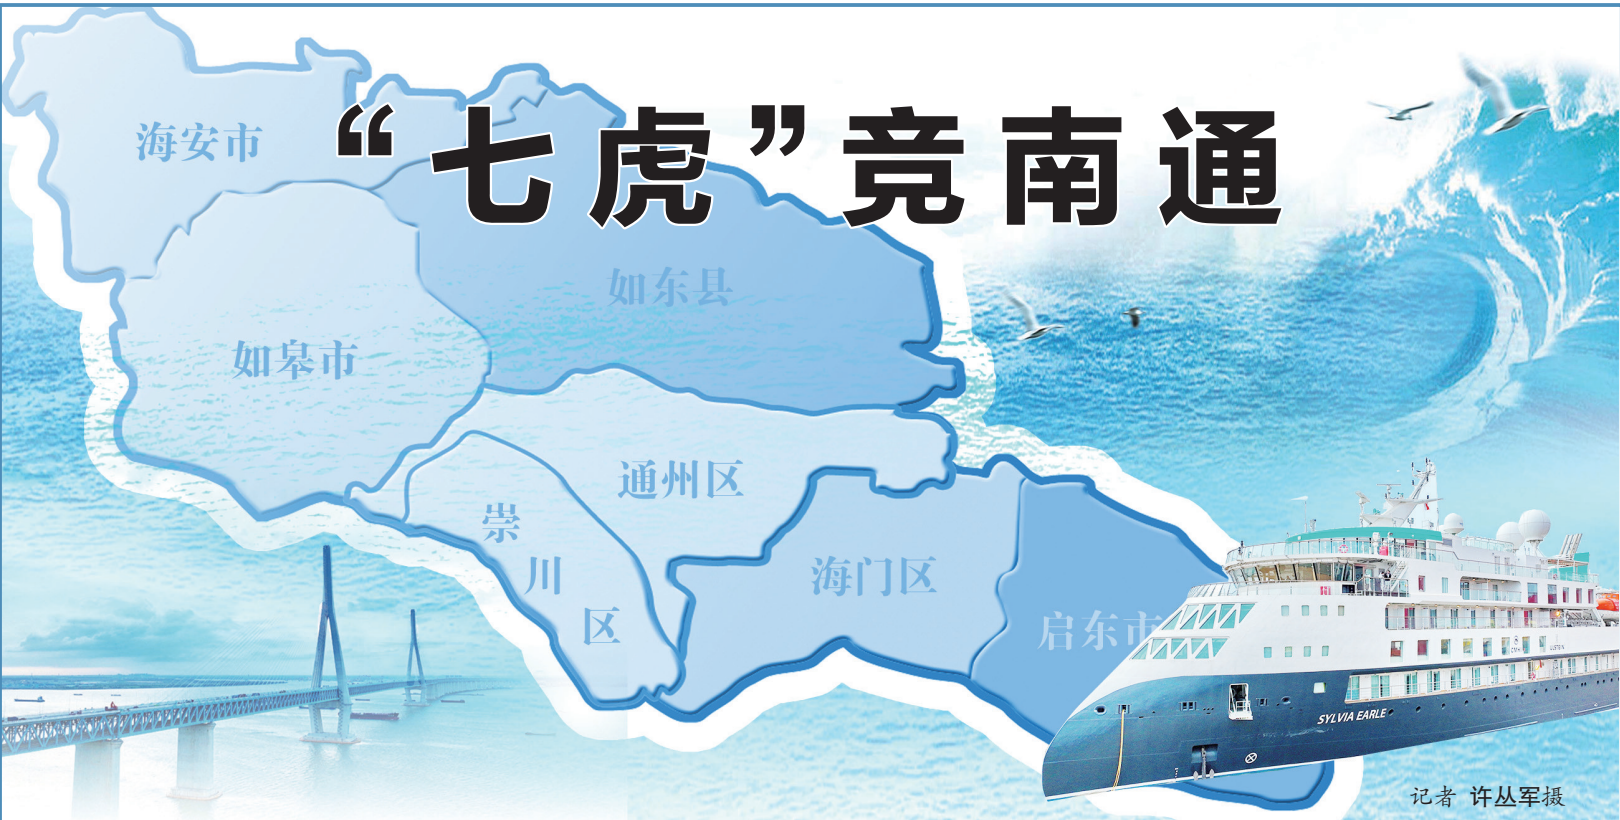 “七虎”竞南通
海安市
如东县
如皋市
通州区
崇川区
海门区
启东市
SYLVIA EARLE
记者 许丛军摄